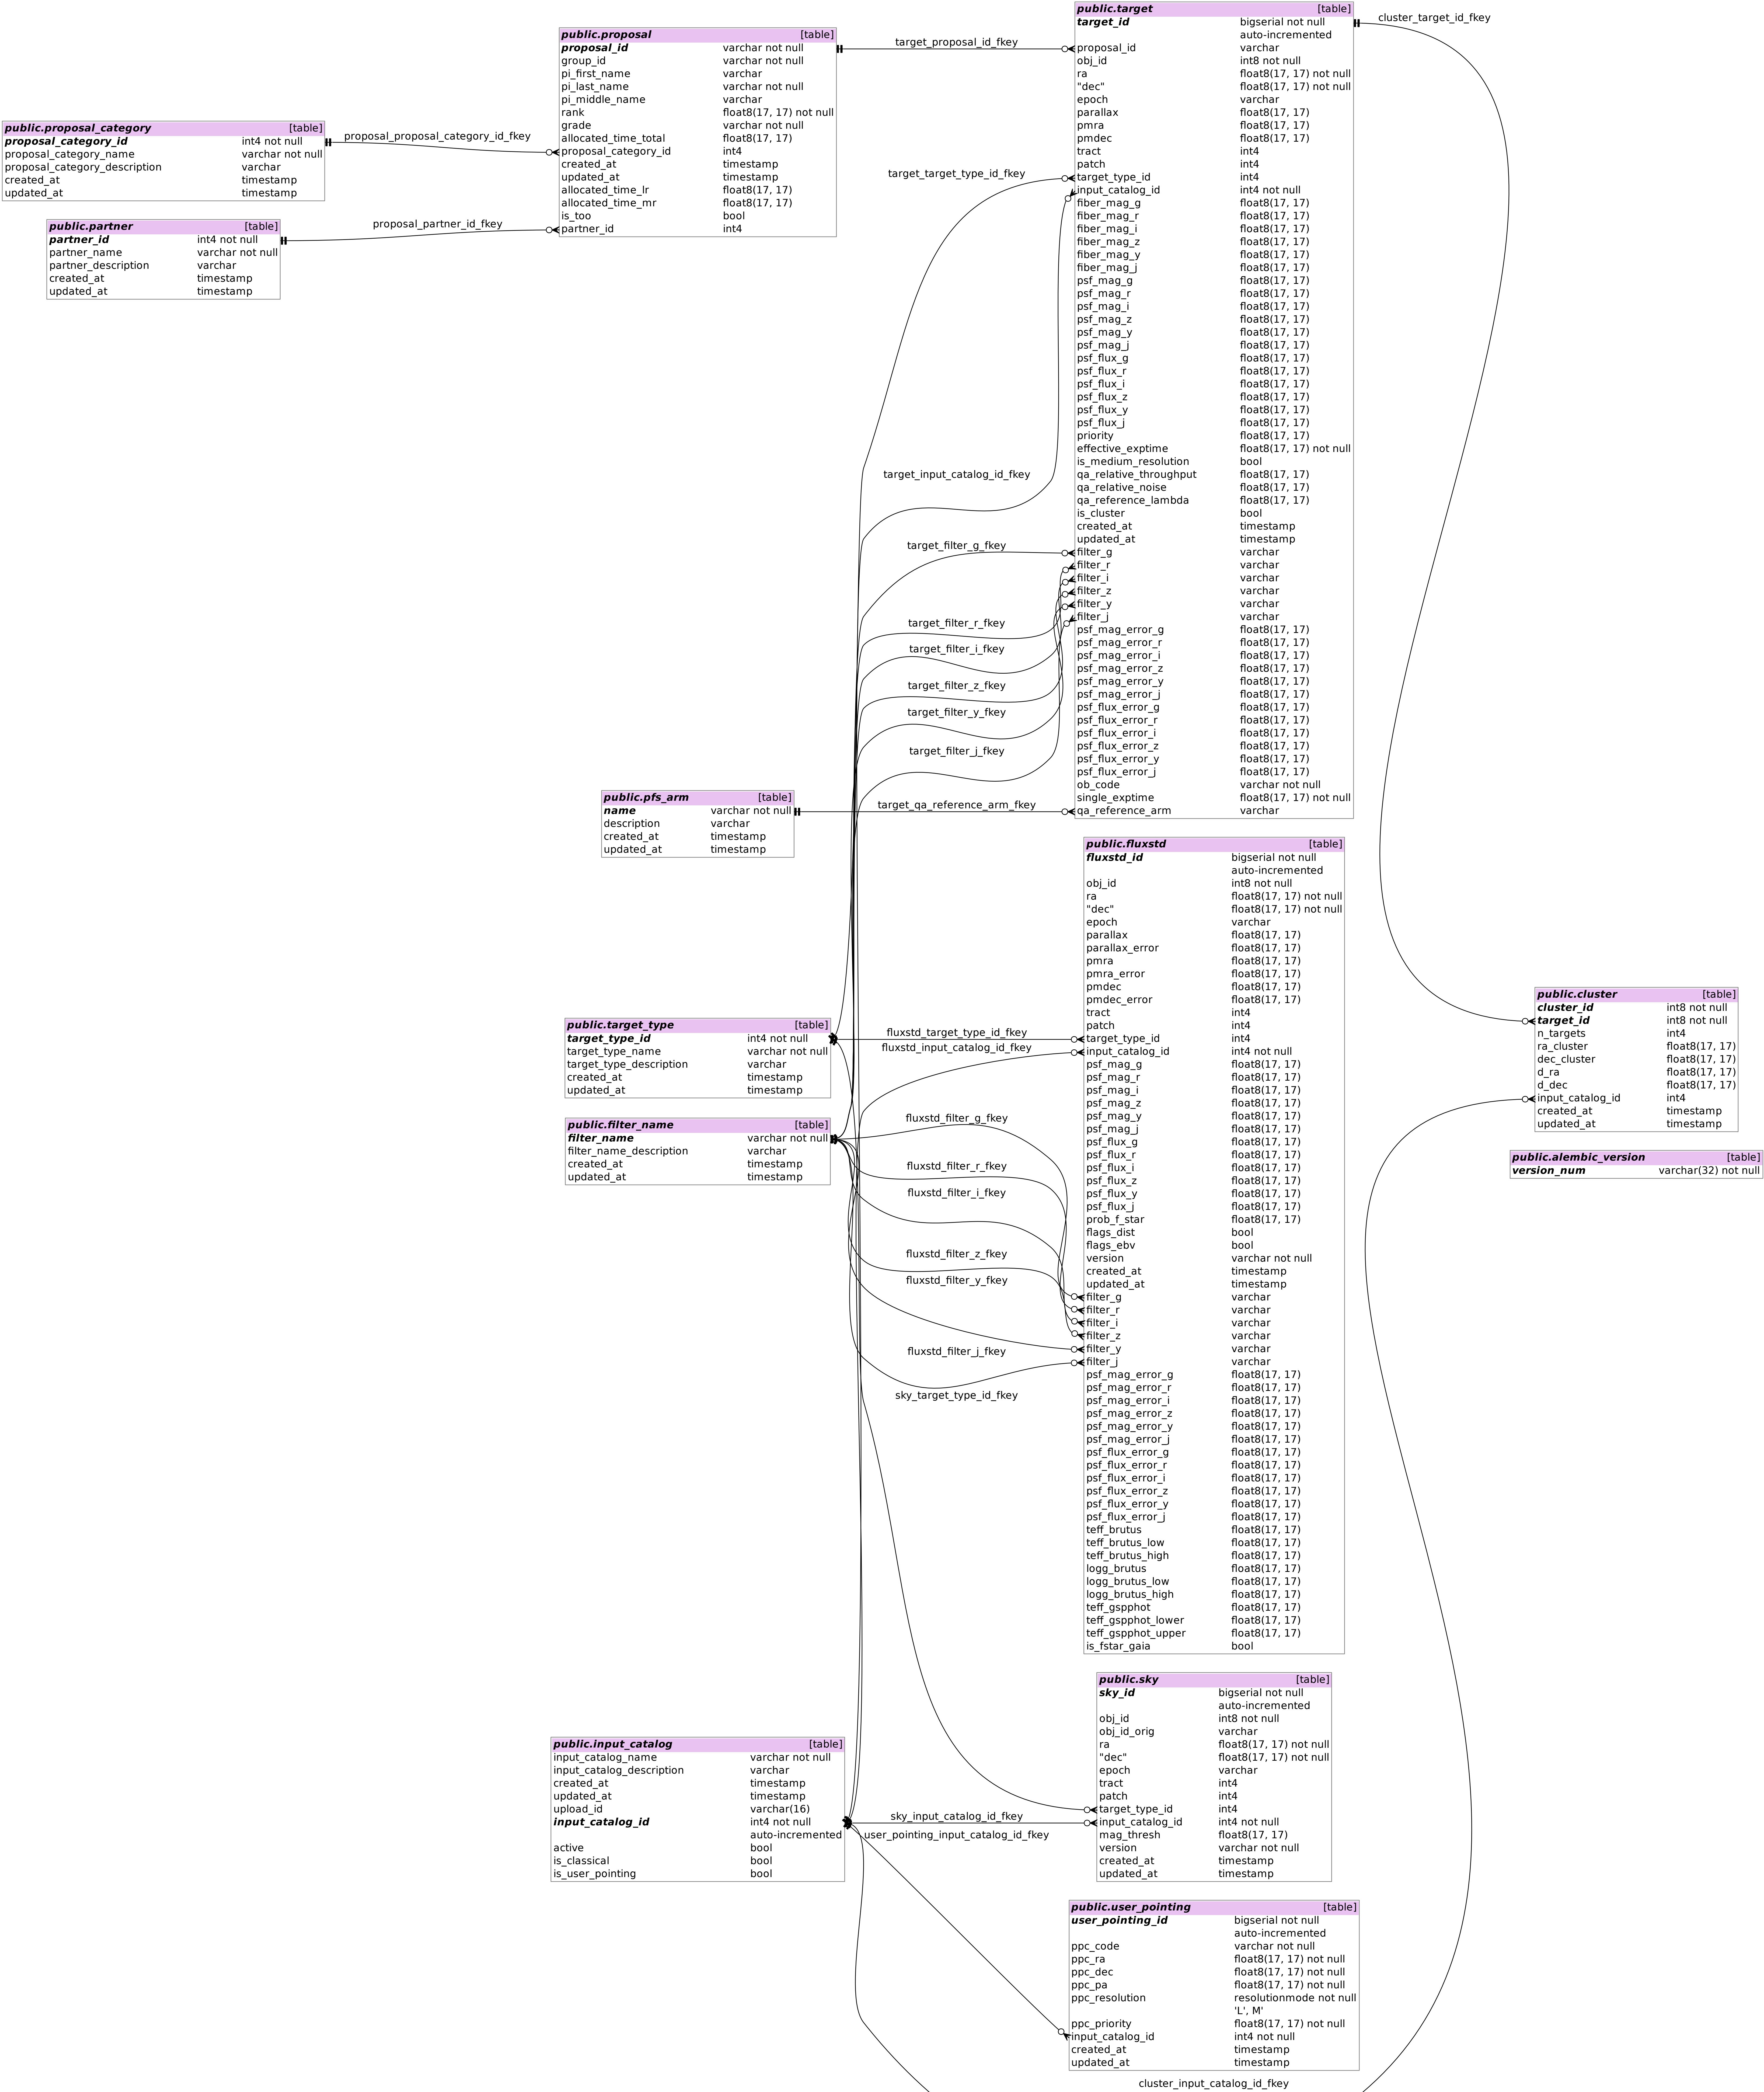 public.target [table]
target_id bigserial not null
auto-incremented
proposal_id varchar
obj_id int8 not null
ra float8(17, 17) not null
"dec" float8(17, 17) not null
epoch varchar
parallax float8(17, 17)
pmra float8(17, 17)
pmdec float8(17, 17)
tract int4
patch int4
target_type_id int4
input_catalog_id int4 not null
fiber_mag_g float8(17, 17)
fiber_mag_r float8(17, 17)
fiber_mag_i float8(17, 17)
fiber_mag_z float8(17, 17)
fiber_mag_y float8(17, 17)
fiber_mag_j float8(17, 17)
psf_mag_g float8(17, 17)
psf_mag_r float8(17, 17)
psf_mag_i float8(17, 17)
psf_mag_z float8(17, 17)
psf_mag_y float8(17, 17)
psf_mag_j float8(17, 17)
psf_flux_g float8(17, 17)
psf_flux_r float8(17, 17)
psf_flux_i float8(17, 17)
psf_flux_z float8(17, 17)
psf_flux_y float8(17, 17)
psf_flux_j float8(17, 17)
priority float8(17, 17)
effective_exptime float8(17, 17) not null
is_medium_resolution bool
qa_relative_throughput float8(17, 17)
qa_relative_noise float8(17, 17)
qa_reference_lambda float8(17, 17)
is_cluster bool
created_at timestamp
updated_at timestamp
filter_g varchar
filter_r varchar
filter_i varchar
filter_z varchar
filter_y varchar
filter_j varchar
psf_mag_error_g float8(17, 17)
psf_mag_error_r float8(17, 17)
psf_mag_error_i float8(17, 17)
psf_mag_error_z float8(17, 17)
psf_mag_error_y float8(17, 17)
psf_mag_error_j float8(17, 17)
psf_flux_error_g float8(17, 17)
psf_flux_error_r float8(17, 17)
psf_flux_error_i float8(17, 17)
psf_flux_error_z float8(17, 17)
psf_flux_error_y float8(17, 17)
psf_flux_error_j float8(17, 17)
ob_code varchar not null
single_exptime float8(17, 17) not null
qa_reference_arm varchar
cluster_target_id_fkey
public.proposal [table]
proposal_id varchar not null
group_id varchar not null
pi_first_name varchar
pi_last_name varchar not null
pi_middle_name varchar
rank float8(17, 17) not null
grade varchar not null
allocated_time_total float8(17, 17)
proposal_category_id int4
created_at timestamp
updated_at timestamp
allocated_time_lr float8(17, 17)
allocated_time_mr float8(17, 17)
is_too bool
partner_id int4
target_proposal_id_fkey
public.proposal_category [table]
proposal_category_id int4 not null
proposal_category_name varchar not null
proposal_category_description varchar
created_at timestamp
updated_at timestamp
proposal_proposal_category_id_fkey
public.partner [table]
partner_id int4 not null
partner_name varchar not null
partner_description varchar
created_at timestamp
updated_at timestamp
proposal_partner_id_fkey
target_target_type_id_fkey
target_input_catalog_id_fkey
target_filter_g_fkey
target_filter_r_fkey
target_filter_i_fkey
target_filter_z_fkey
target_filter_y_fkey
target_filter_j_fkey
public.pfs_arm [table]
name varchar not null
description varchar
created_at timestamp
updated_at timestamp
target_qa_reference_arm_fkey
public.fluxstd [table]
fluxstd_id bigserial not null
auto-incremented
obj_id int8 not null
ra float8(17, 17) not null
"dec" float8(17, 17) not null
epoch varchar
parallax float8(17, 17)
parallax_error float8(17, 17)
pmra float8(17, 17)
pmra_error float8(17, 17)
pmdec float8(17, 17)
pmdec_error float8(17, 17)
tract int4
patch int4
target_type_id int4
input_catalog_id int4 not null
psf_mag_g float8(17, 17)
psf_mag_r float8(17, 17)
psf_mag_i float8(17, 17)
psf_mag_z float8(17, 17)
psf_mag_y float8(17, 17)
psf_mag_j float8(17, 17)
psf_flux_g float8(17, 17)
psf_flux_r float8(17, 17)
psf_flux_i float8(17, 17)
psf_flux_z float8(17, 17)
psf_flux_y float8(17, 17)
psf_flux_j float8(17, 17)
prob_f_star float8(17, 17)
flags_dist bool
flags_ebv bool
version varchar not null
created_at timestamp
updated_at timestamp
filter_g varchar
filter_r varchar
filter_i varchar
filter_z varchar
filter_y varchar
filter_j varchar
psf_mag_error_g float8(17, 17)
psf_mag_error_r float8(17, 17)
psf_mag_error_i float8(17, 17)
psf_mag_error_z float8(17, 17)
psf_mag_error_y float8(17, 17)
psf_mag_error_j float8(17, 17)
psf_flux_error_g float8(17, 17)
psf_flux_error_r float8(17, 17)
psf_flux_error_i float8(17, 17)
psf_flux_error_z float8(17, 17)
psf_flux_error_y float8(17, 17)
psf_flux_error_j float8(17, 17)
teff_brutus float8(17, 17)
teff_brutus_low float8(17, 17)
teff_brutus_high float8(17, 17)
logg_brutus float8(17, 17)
logg_brutus_low float8(17, 17)
logg_brutus_high float8(17, 17)
teff_gspphot float8(17, 17)
teff_gspphot_lower float8(17, 17)
teff_gspphot_upper float8(17, 17)
is_fstar_gaia bool
public.target_type [table]
target_type_id int4 not null
target_type_name varchar not null
target_type_description varchar
created_at timestamp
updated_at timestamp
fluxstd_target_type_id_fkey
fluxstd_input_catalog_id_fkey
public.filter_name [table]
filter_name varchar not null
filter_name_description varchar
created_at timestamp
updated_at timestamp
fluxstd_filter_g_fkey
fluxstd_filter_r_fkey
fluxstd_filter_i_fkey
fluxstd_filter_z_fkey
fluxstd_filter_y_fkey
fluxstd_filter_j_fkey
sky_target_type_id_fkey
public.cluster [table]
cluster_id int8 not null
target_id int8 not null
n_targets int4
ra_cluster float8(17, 17)
dec_cluster float8(17, 17)
d_ra float8(17, 17)
d_dec float8(17, 17)
input_catalog_id int4
created_at timestamp
updated_at timestamp
public.alembic_version [table]
version_num varchar(32) not null
public.sky [table]
sky_id bigserial not null
auto-incremented
obj_id int8 not null
obj_id_orig varchar
ra float8(17, 17) not null
"dec" float8(17, 17) not null
epoch varchar
tract int4
patch int4
target_type_id int4
input_catalog_id int4 not null
mag_thresh float8(17, 17)
version varchar not null
created_at timestamp
updated_at timestamp
public.input_catalog [table]
input_catalog_name varchar not null
input_catalog_description varchar
created_at timestamp
updated_at timestamp
upload_id varchar(16)
input_catalog_id int4 not null
auto-incremented
active bool
is_classical bool
is_user_pointing bool
sky_input_catalog_id_fkey
user_pointing_input_catalog_id_fkey
public.user_pointing [table]
user_pointing_id bigserial not null
auto-incremented
ppc_code varchar not null
ppc_ra float8(17, 17) not null
ppc_dec float8(17, 17) not null
ppc_pa float8(17, 17) not null
ppc_resolution resolutionmode not null
'L', M'
ppc_priority float8(17, 17) not null
input_catalog_id int4 not null
created_at timestamp
updated_at timestamp
cluster_input_catalog_id_fkey